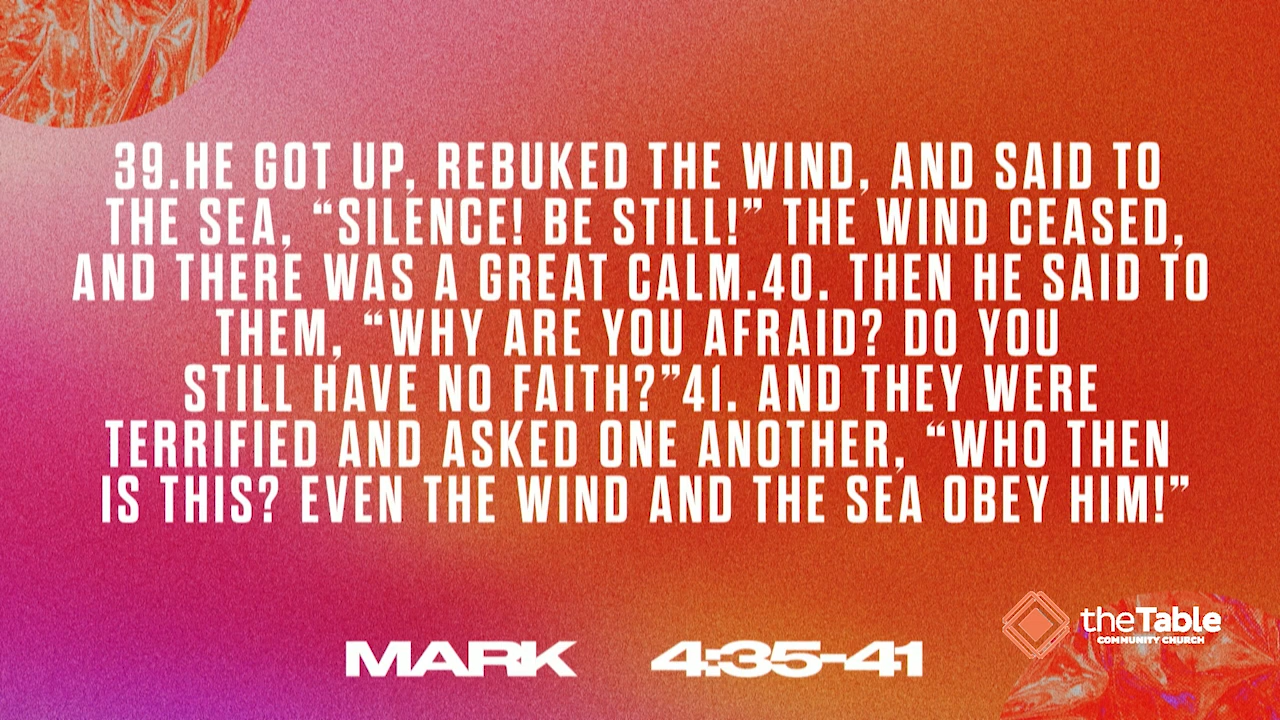 39.HE GOT UP, REBUKED THE WIND, AND SAID TO
THE SEA, “SILENCE! BE STILL!” THE WIND CEASED,
AND THERE WAS A GREAT CALM.40. THEN HE SAID TO
THEM, “WHY ARE YOU AFRAID? DO YOU
STILL HAVE NO FAITH?”41. AND THEY WERE
TERRIFIED AND ASKED ONE ANOTHER, “WHO THEN
IS THIS? EVEN THE WIND AND THE SEA OBEY HIM!”
MARK 4:35-41
theTable
COMMUNITY CHURCH